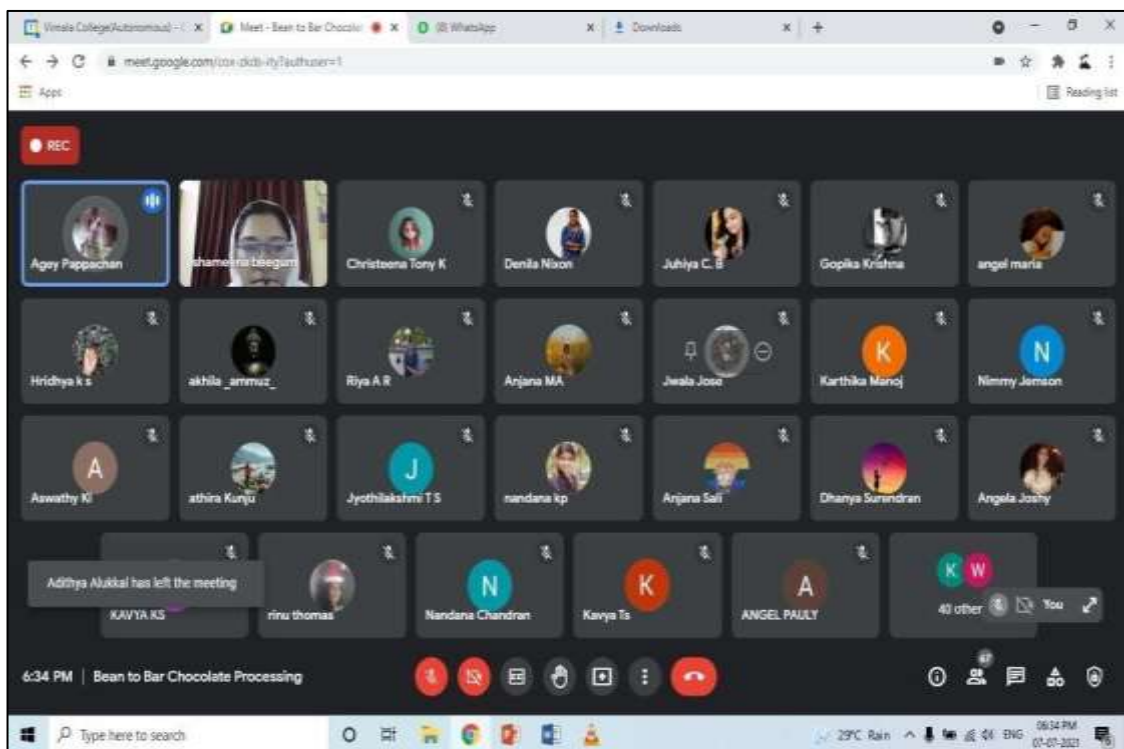 Vimala College(Autonomous) - (
Meet - Bean to Bar Chocola
(8) WhatsApp
Downloads
Apps
Reading list
REC
Agey Pappachan
shameena beegum
Christeena Tony K
Denila Nixon
Juhiya C. B
Gopika Krishna
angel maria
Hridhya k s
akhila _ammuz_
Riya A R
Anjana MA
Jwala Jose
K
Karthika Manoj
N
Nimmy Jemson
A
Aswathy Kl
athira Kunju
J
Jyothilakshmi T S
nandana kp
Anjana Sali
Dhanya Surendran
Angela Joshy
Adithya Alukkal has left the meeting
KAVYA KS
rinu thomas
N
Nandana Chandran
K
Kavya Ts
A
ANGEL PAULY
K W
40 other
You
6:34 PM | Bean to Bar Chocolate Processing
67
Type here to search
29°C Rain
ENG
06:34 PM
07-07-2021